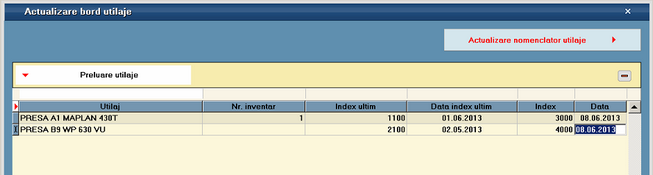 Actualizare bord utilaje
Actualizare nomenclator utilaje
Preluare utilaje
Utilaj Nr. inventar Index ultim Data index ultim Index Data
PRESA A1 MAPLAN 430T 1 1100 01.06.2013 3000 08.06.2013
PRESA B9 WP 630 VU 2100 02.05.2013 4000 08.06.2013